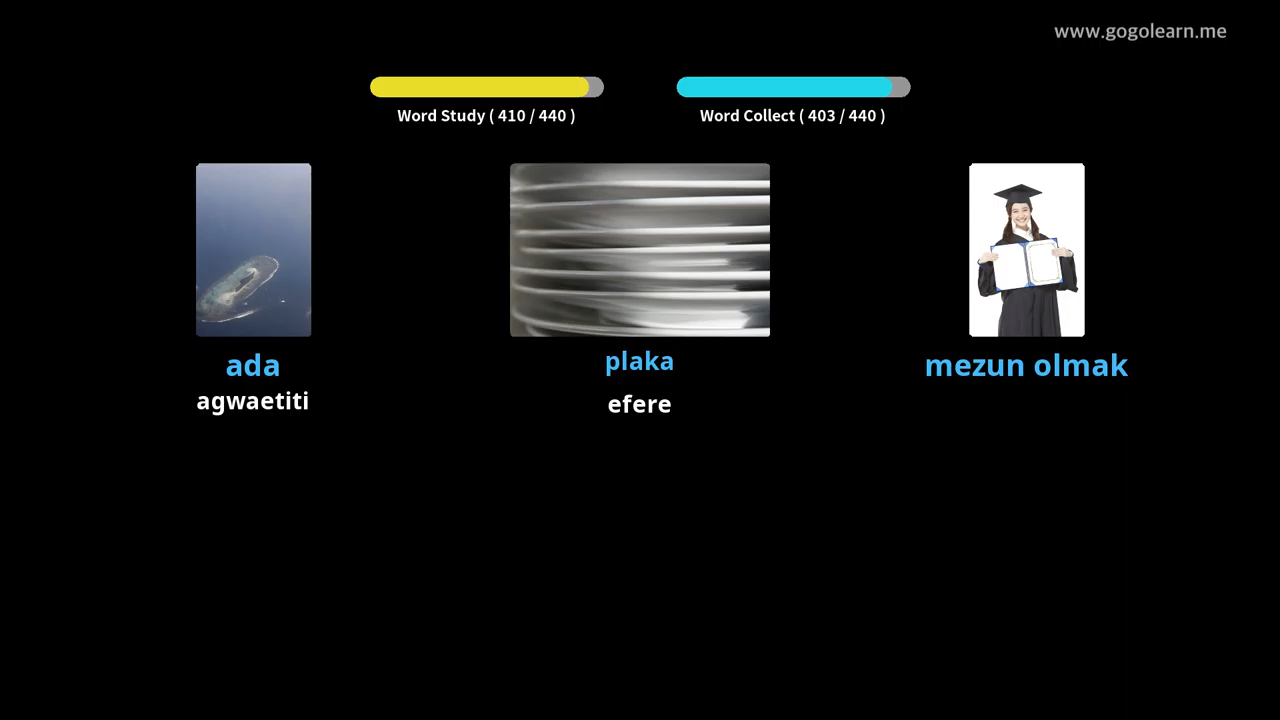 www.gogolearn.me
Word Study ( 410 / 440 )
Word Collect ( 403 / 440 )
ada
agwaetiti
plaka
efere
mezun olmak